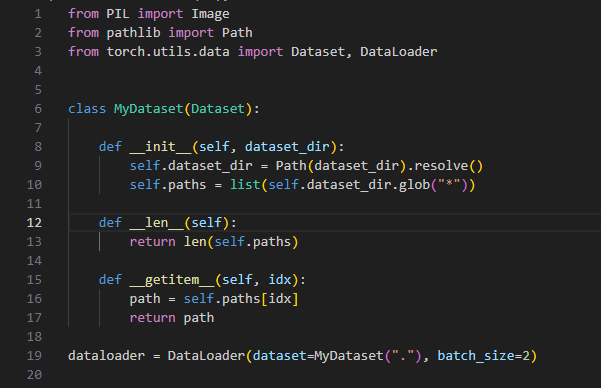 1 from PIL import Image
2 from pathlib import Path
3 from torch.utils.data import Dataset, DataLoader
4
5
6 class MyDataset(Dataset):
7
8     def __init__(self, dataset_dir):
9         self.dataset_dir = Path(dataset_dir).resolve()
10         self.paths = list(self.dataset_dir.glob("*"))
11
12     def __len__(self):
13         return len(self.paths)
14
15     def __getitem__(self, idx):
16         path = self.paths[idx]
17         return path
18
19 dataloader = DataLoader(dataset=MyDataset("."), batch_size=2)
20